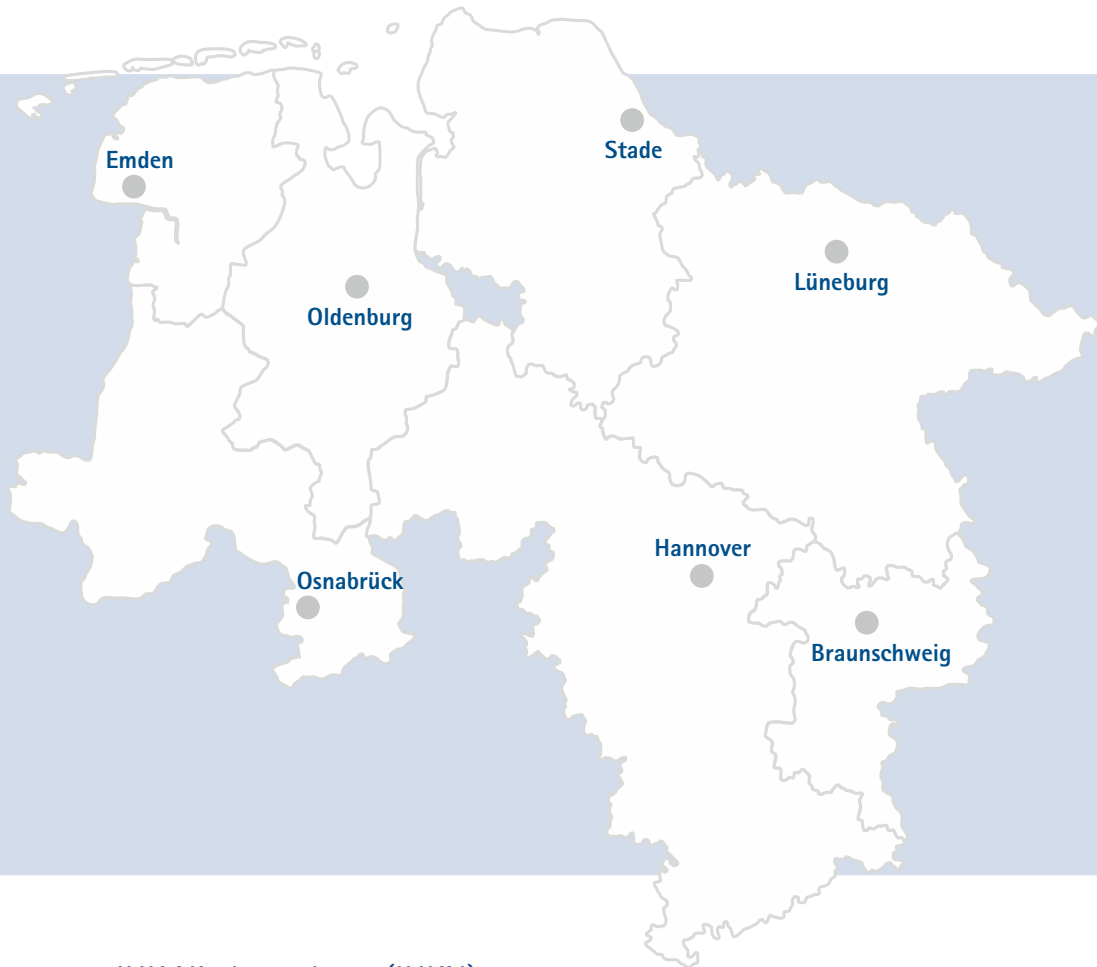 Emden
Stade
Lüneburg
Oldenburg
Hannover
Osnabrück
Braunschweig